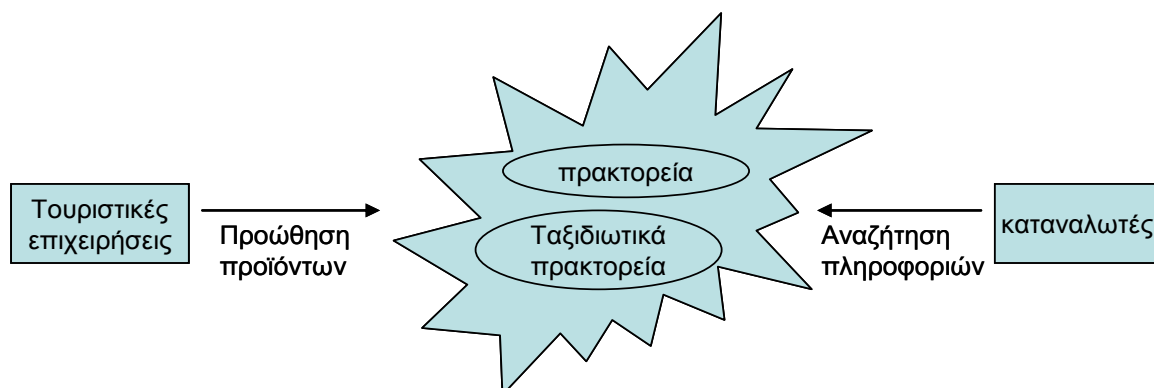 Τουριστικές
επιχειρήσεις
Προώθηση
προϊόντων
πρακτορεία
Ταξιδιωτικά
πρακτορεία
Αναζήτηση
πληροφοριών
καταναλωτές